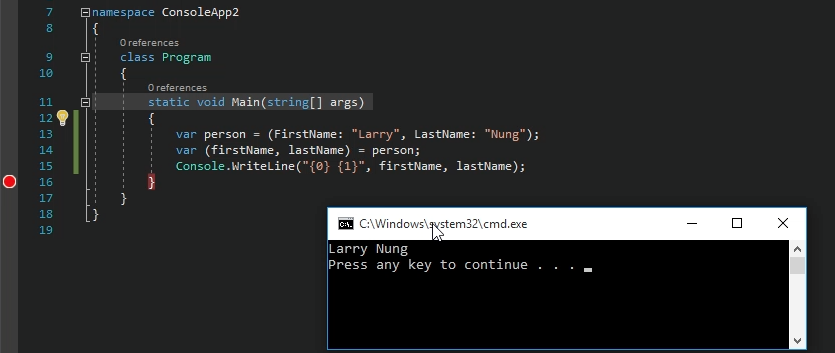 7 namespace ConsoleApp2
8 {
0 references
9 class Program
10 {
0 references
11 static void Main(string[] args)
12 {
13 var person = (FirstName: "Larry", LastName: "Nung");
14 var (firstName, lastName) = person;
15 Console.WriteLine("{0} {1}", firstName, lastName);
16 }
17 }
18 }
19
C:\Windows\system32\cmd.exe
Larry Nung
Press any key to continue . . .